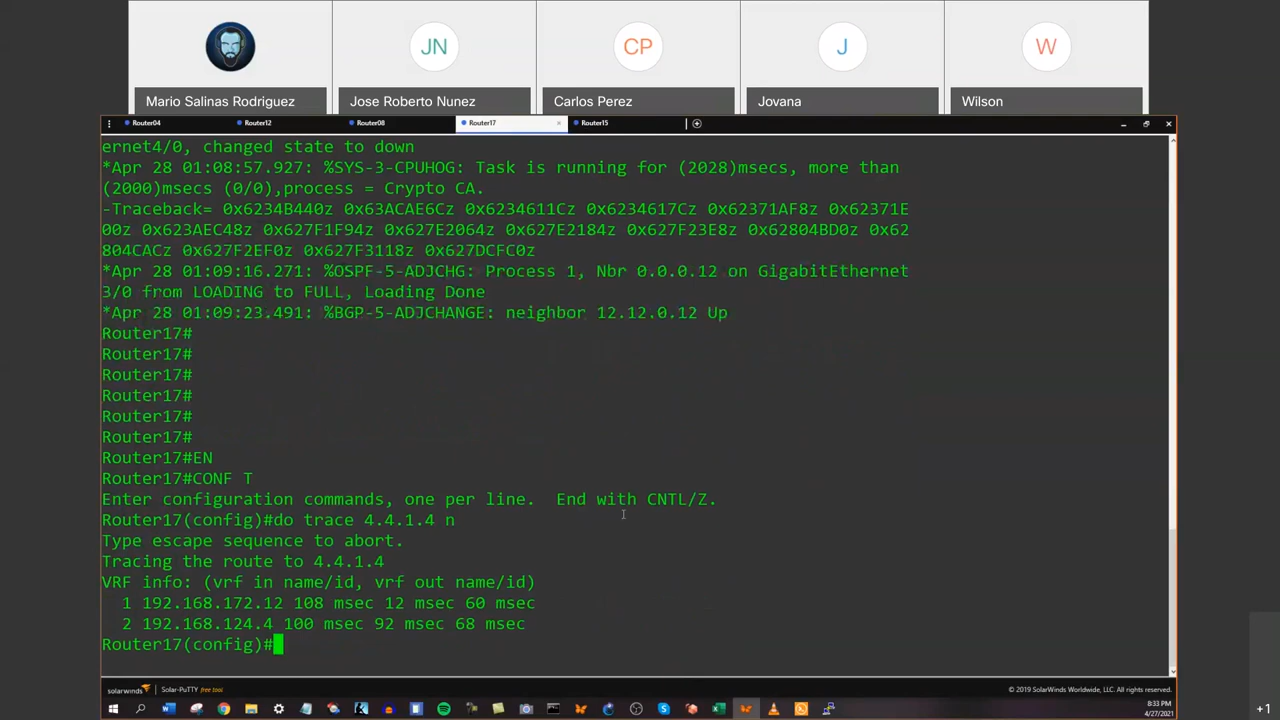 JN
CP
J
W
Mario Salinas Rodriguez
Jose Roberto Nunez
Carlos Perez
Jovana
Wilson
Router04
Router12
Router08
Router17
Router15
ernet4/0, changed state to down
*Apr 28 01:08:57.927: %SYS-3-CPUHOG: Task is running for (2028)msecs, more than
(2000)msecs (0/0),process = Crypto CA.
-Traceback= 0x6234B440z 0x63ACAE6Cz 0x6234611Cz 0x6234617Cz 0x62371AF8z 0x62371E
00z 0x623AEC48z 0x627F1F94z 0x627E2064z 0x627E2184z 0x627F23E8z 0x62804BD0z 0x62
804CACz 0x627F2EF0z 0x627F3118z 0x627DCFC0z
*Apr 28 01:09:16.271: %OSPF-5-ADJCHG: Process 1, Nbr 0.0.0.12 on GigabitEthernet
3/0 from LOADING to FULL, Loading Done
*Apr 28 01:09:23.491: %BGP-5-ADJCHANGE: neighbor 12.12.0.12 Up
Router17#
Router17#
Router17#
Router17#
Router17#
Router17#
Router17#EN
Router17#CONF T
Enter configuration commands, one per line.  End with CNTL/Z.
Router17(config)#do trace 4.4.1.4 n
Type escape sequence to abort.
Tracing the route to 4.4.1.4
VRF info: (vrf in name/id, vrf out name/id)
1 192.168.172.12 108 msec 12 msec 60 msec
2 192.168.124.4 100 msec 92 msec 68 msec
Router17(config)#
solarwinds Solar-PuTTY free tool
© 2019 SolarWinds Worldwide, LLC. All rights reserved.
8:33 PM
4/27/2021
+1